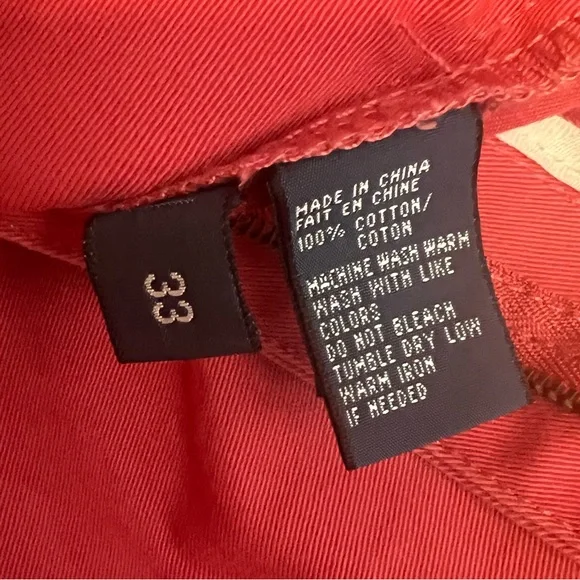 33
MADE IN CHINA
FAIT EN CHINE
100% COTTON/
COTON
MACHINE WASH WARM
WASH WITH LIKE
COLORS
DO NOT BLEACH
TUMBLE DRY LOW
WARM IRON
IF NEEDED